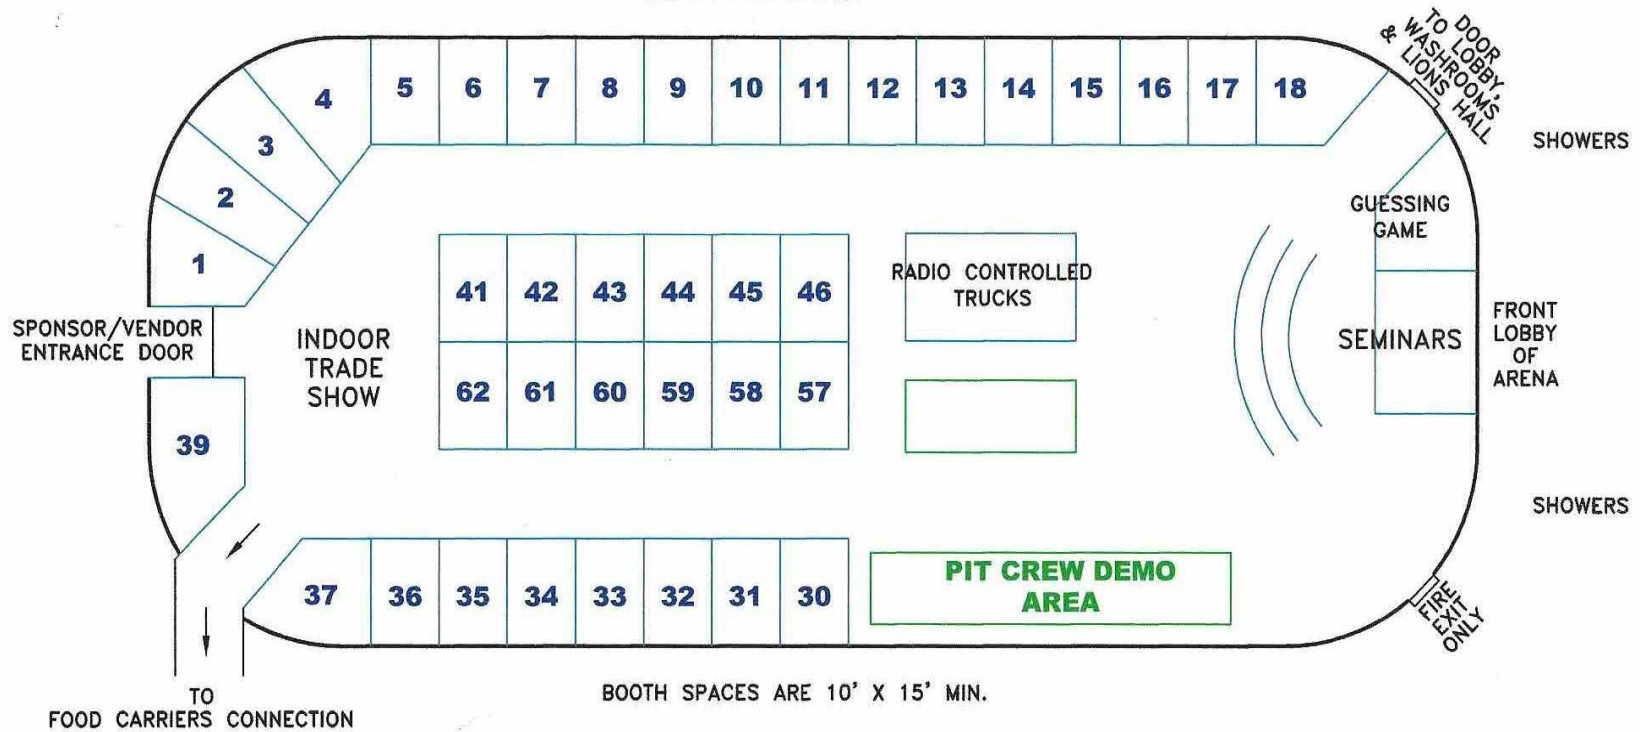 TO DOOR
TO LOBBY,
WASHROOMS
& LIONS HALL
4
5
6
7
8
9
10
11
12
13
14
15
16
17
18
3
2
1
SHOWERS
GUESSING
GAME
41
42
43
44
45
46
RADIO CONTROLLED
TRUCKS
SPONSOR/VENDOR
ENTRANCE DOOR
INDOOR
TRADE
SHOW
SEMINARS
FRONT
LOBBY
OF
ARENA
62
61
60
59
58
57
39
SHOWERS
37
36
35
34
33
32
31
30
PIT CREW DEMO
AREA
FIRE
EXIT
ONLY
TO
FOOD CARRIERS CONNECTION
BOOTH SPACES ARE 10' X 15' MIN.